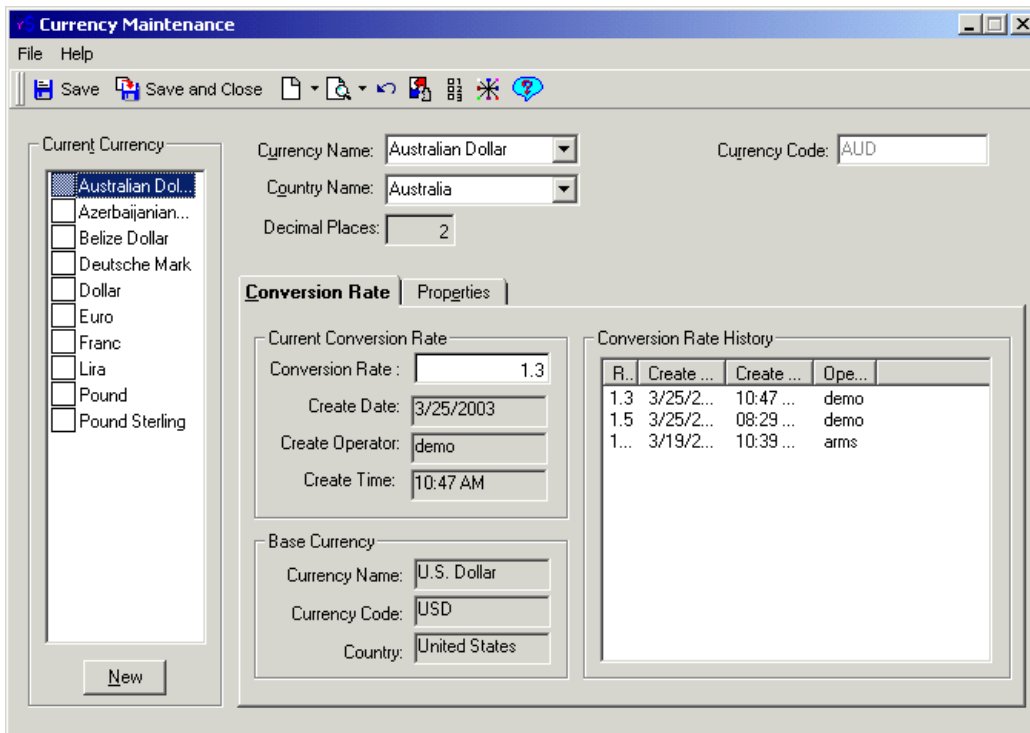 Currency Maintenance
File Help
Save Save and Close
Current Currency
Australian Dol...
Azerbaijanian...
Belize Dollar
Deutsche Mark
Dollar
Euro
Franc
Lira
Pound
Pound Sterling
New
Currency Name: Australian Dollar
Currency Code: AUD
Country Name: Australia
Decimal Places: 2
Conversion Rate Properties
Current Conversion Rate
Conversion Rate : 1.3
Create Date: 3/25/2003
Create Operator: demo
Create Time: 10:47 AM
Base Currency
Currency Name: U.S. Dollar
Currency Code: USD
Country: United States
Conversion Rate History
R.. Create ... Create ... Ope...
1.3 3/25/2... 10:47 ... demo
1.5 3/25/2... 08:29 ... demo
1... 3/19/2... 10:39 ... arms